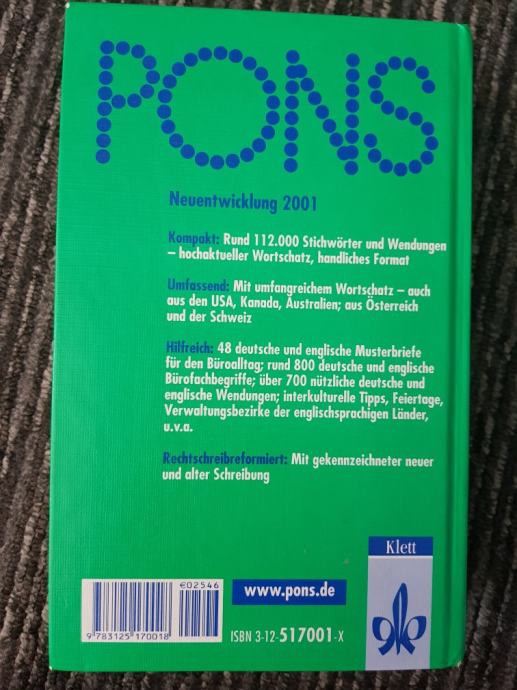 PONS
Neuentwicklung 2001
Kompakt: Rund 112.000 Stichwörter und Wendungen
– hochaktueller Wortschatz, handliches Format
Umfassend: Mit umfangreichem Wortschatz – auch
aus den USA, Kanada, Australien; aus Österreich
und der Schweiz
Hilfreich: 48 deutsche und englische Musterbriefe
für den Büroalltag; rund 800 deutsche und englische
Bürofachbegriffe; über 700 nützliche deutsche und
englische Wendungen; interkulturelle Tipps, Feiertage,
Verwaltungsbezirke der englischsprachigen Länder,
u.v.a.
Rechtschreibreformiert: Mit gekennzeichneter neuer
und alter Schreibung
Klett
€02546
www.pons.de
9 783125 170018
ISBN 3-12-517001-X